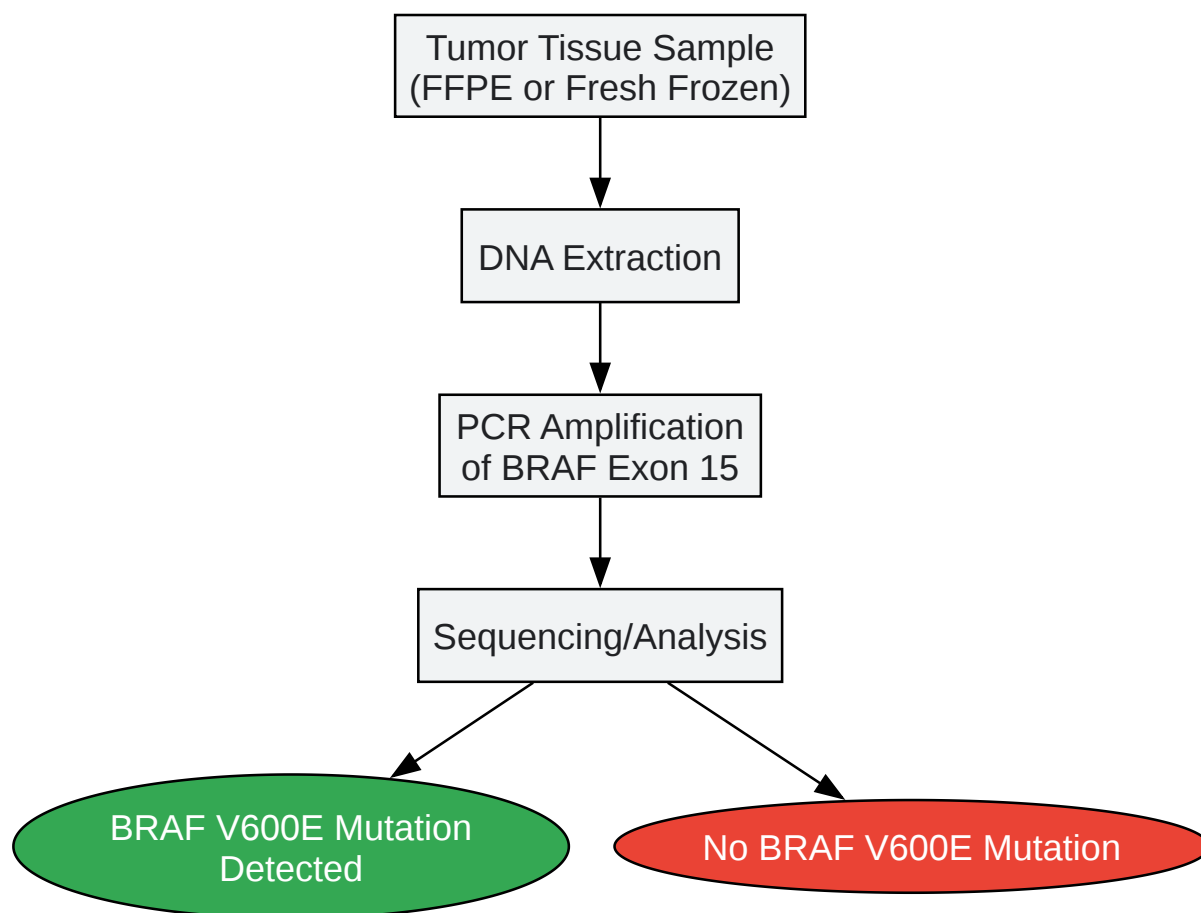 Tumor Tissue Sample
(FFPE or Fresh Frozen)
DNA Extraction
PCR Amplification
of BRAF Exon 15
Sequencing/Analysis
BRAF V600E Mutation
Detected
No BRAF V600E Mutation